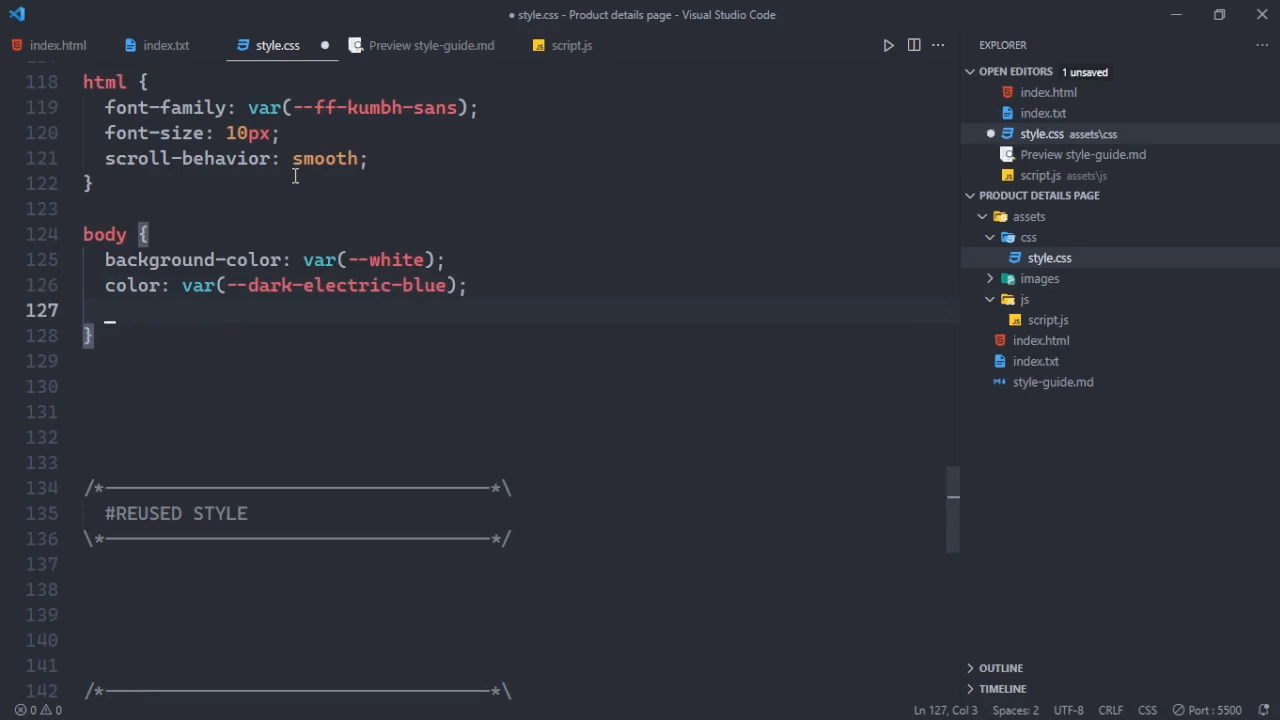 style.css - Product details page - Visual Studio Code
index.html
index.txt
style.css
Preview style-guide.md
script.js
118 html {
119 font-family: var(--ff-kumbh-sans);
120 font-size: 10px;
121 scroll-behavior: smooth;
122 }
123
124 body {
125 background-color: var(--white);
126 color: var(--dark-electric-blue);
127
128 }
129
130
131
132
133
134 /*-----------------------------------*\
135 #REUSED STYLE
136 \*-----------------------------------*/
137
138
139
140
141
142 /*-----------------------------------*\
EXPLORER
OPEN EDITORS 1 unsaved
index.html
index.txt
style.css assets\css
Preview style-guide.md
script.js assets\js
PRODUCT DETAILS PAGE
assets
css
style.css
images
js
script.js
index.html
index.txt
style-guide.md
OUTLINE
TIMELINE
0 0
Ln 127, Col 3 Spaces: 2 UTF-8 CRLF CSS Port : 5500